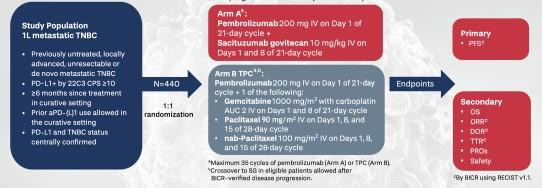 Study Population
1L metastatic TNBC
• Previously untreated, locally
advanced, unresectable or
de novo metastatic TNBC
• PD-L1+ by 22C3 CPS ≥10
• ≥6 months since treatment
in curative setting
• Prior aPD-(L)1 use allowed in
the curative setting
• PD-L1 and TNBC status
centrally confirmed
N=440
1:1
randomization
Arm Aᵃ:
Pembrolizumab 200 mg IV on Day 1 of
21-day cycle +
Sacituzumab govitecan 10 mg/kg IV on
Days 1 and 8 of 21-day cycle
Arm B TPCᵃ,ᵇ:
Pembrolizumab 200 mg IV on Day 1 of 21-day
cycle + 1 of the following:
• Gemcitabine 1000 mg/m² with carboplatin
AUC 2 IV on Days 1 and 8 of 21-day cycle
• Paclitaxel 90 mg/m² IV on Days 1, 8, and
15 of 28-day cycle
• nab-Paclitaxel 100 mg/m² IV on Days 1, 8,
and 15 of 28-day cycle
ᵃMaximum 35 cycles of pembrolizumab (Arm A) or TPC (Arm B).
ᵇCrossover to SG in eligible patients allowed after
BICR-verified disease progression.
Endpoints
Primary
• PFSᶜ
Secondary
• OS
• ORRᶜ
• DORᶜ
• TTRᶜ
• PROs
• Safety
ᶜBy BICR using RECIST v1.1.